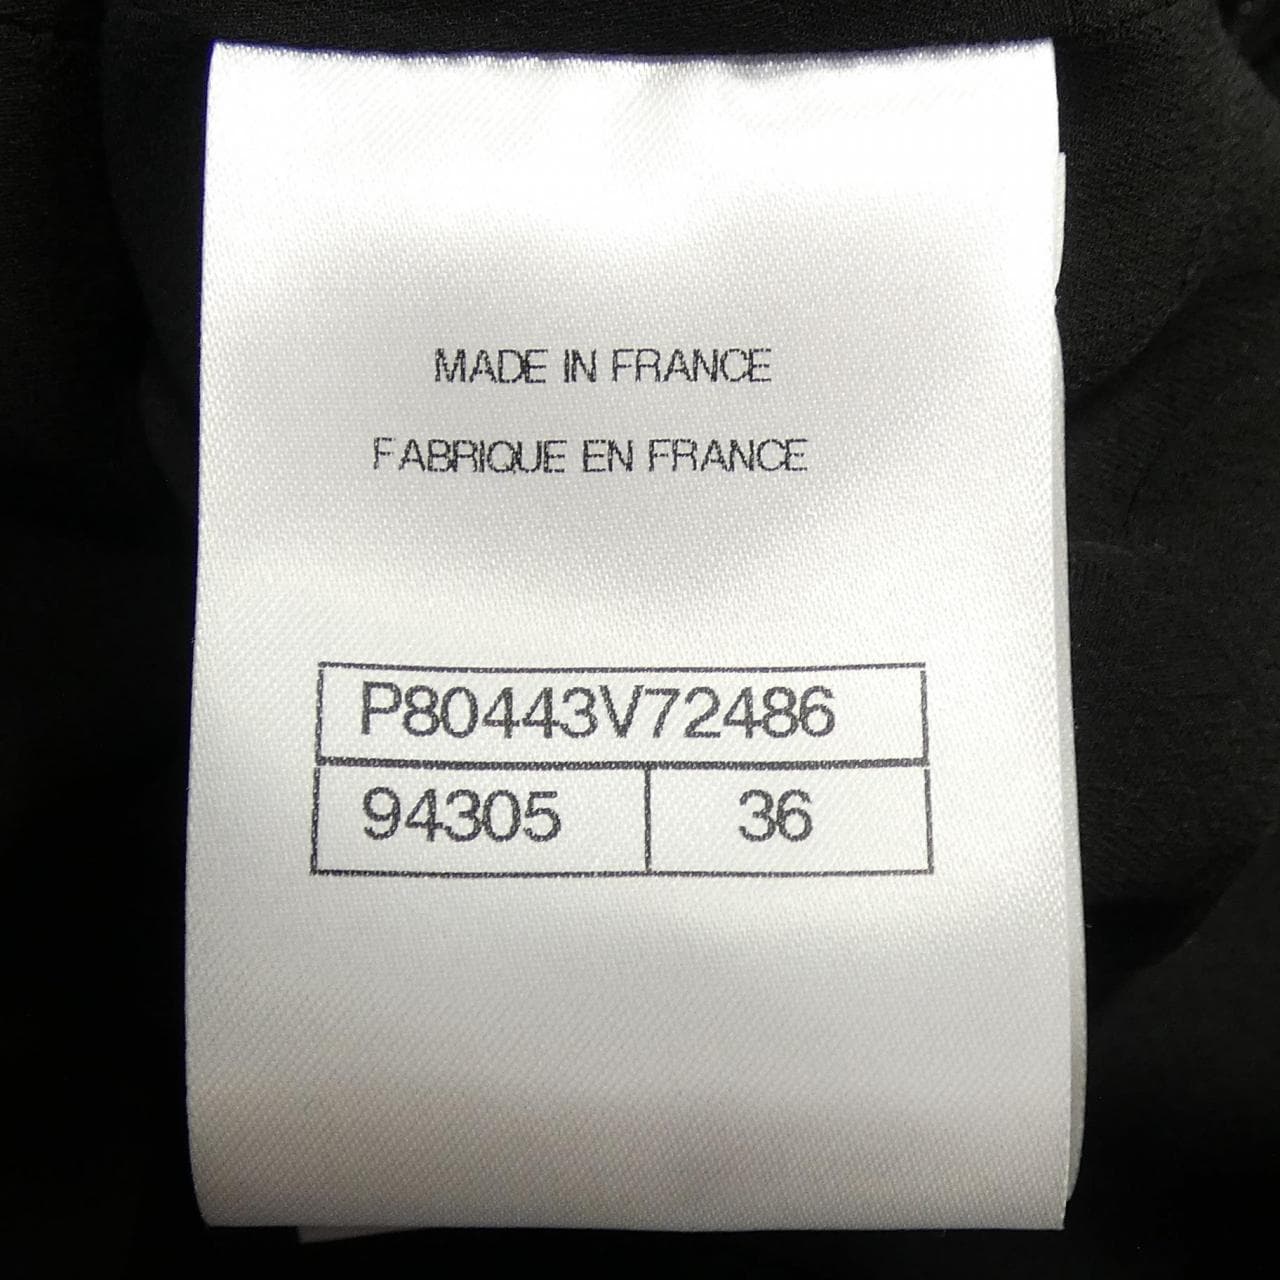 MADE IN FRANCE
FABRIQUE EN FRANCE
P80443V72486
94305 36